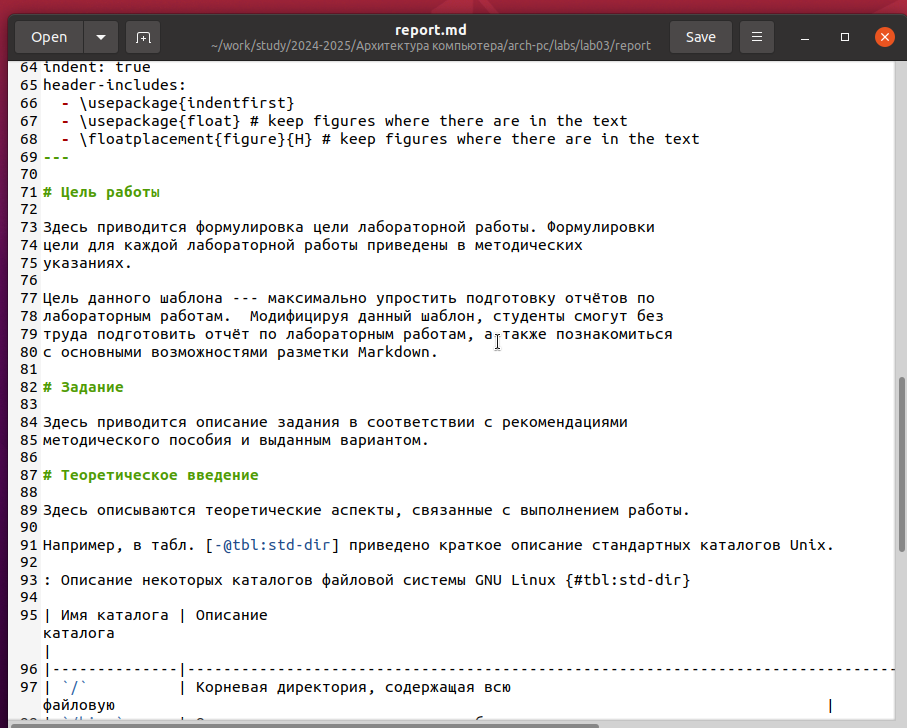 Open
report.md
~/work/study/2024-2025/Архитектура компьютера/arch-pc/labs/lab03/report
Save
64 indent: true
65 header-includes:
66   - \usepackage{indentfirst}
67   - \usepackage{float} # keep figures where there are in the text
68   - \floatplacement{figure}{H} # keep figures where there are in the text
69 ---
70
71 # Цель работы
72
73 Здесь приводится формулировка цели лабораторной работы. Формулировки
74 цели для каждой лабораторной работы приведены в методических
75 указаниях.
76
77 Цель данного шаблона --- максимально упростить подготовку отчётов по
78 лабораторным работам.  Модифицируя данный шаблон, студенты смогут без
79 труда подготовить отчёт по лабораторным работам, а также познакомиться
80 с основными возможностями разметки Markdown.
81
82 # Задание
83
84 Здесь приводится описание задания в соответствии с рекомендациями
85 методического пособия и выданным вариантом.
86
87 # Теоретическое введение
88
89 Здесь описываются теоретические аспекты, связанные с выполнением работы.
90
91 Например, в табл. [-@tbl:std-dir] приведено краткое описание стандартных каталогов Unix.
92
93 : Описание некоторых каталогов файловой системы GNU Linux {#tbl:std-dir}
94
95 | Имя каталога | Описание
каталога
|
96 |--------------|-------------------------------------------------------------------------------
97 | `/`          | Корневая директория, содержащая всю
файловую |